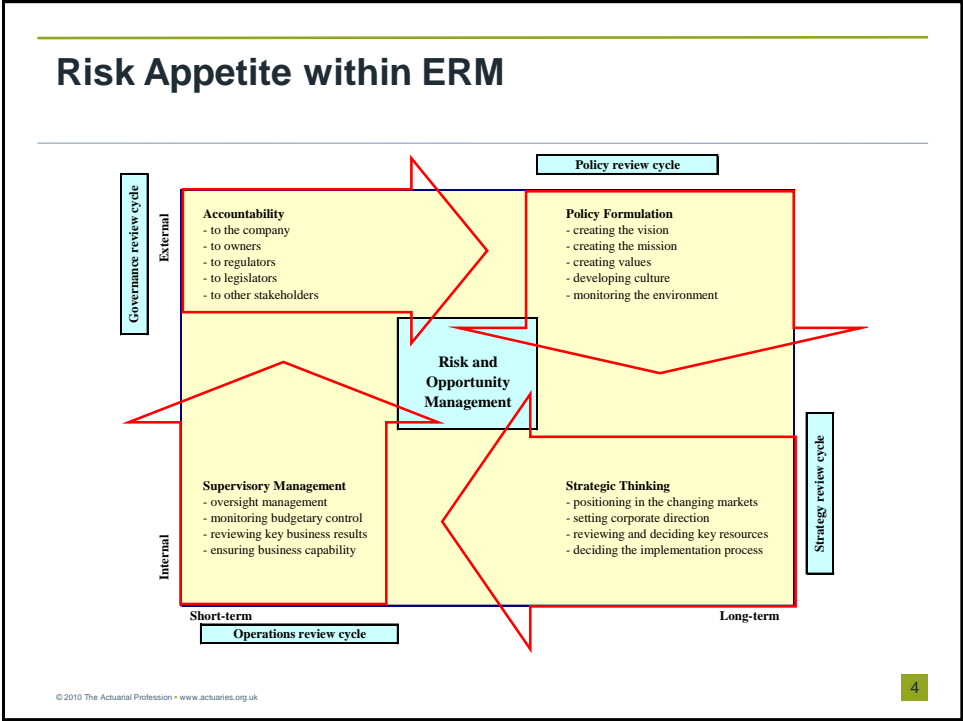 Risk Appetite within ERM
Policy review cycle
Governance review cycle
External
Accountability
- to the company
- to owners
- to regulators
- to legislators
- to other stakeholders
Policy Formulation
- creating the vision
- creating the mission
- creating values
- developing culture
- monitoring the environment
Risk and
Opportunity
Management
Internal
Supervisory Management
- oversight management
- monitoring budgetary control
- reviewing key business results
- ensuring business capability
Strategic Thinking
- positioning in the changing markets
- setting corporate direction
- reviewing and deciding key resources
- deciding the implementation process
Strategy review cycle
Short-term
Long-term
Operations review cycle
© 2010 The Actuarial Profession • www.actuaries.org.uk
4